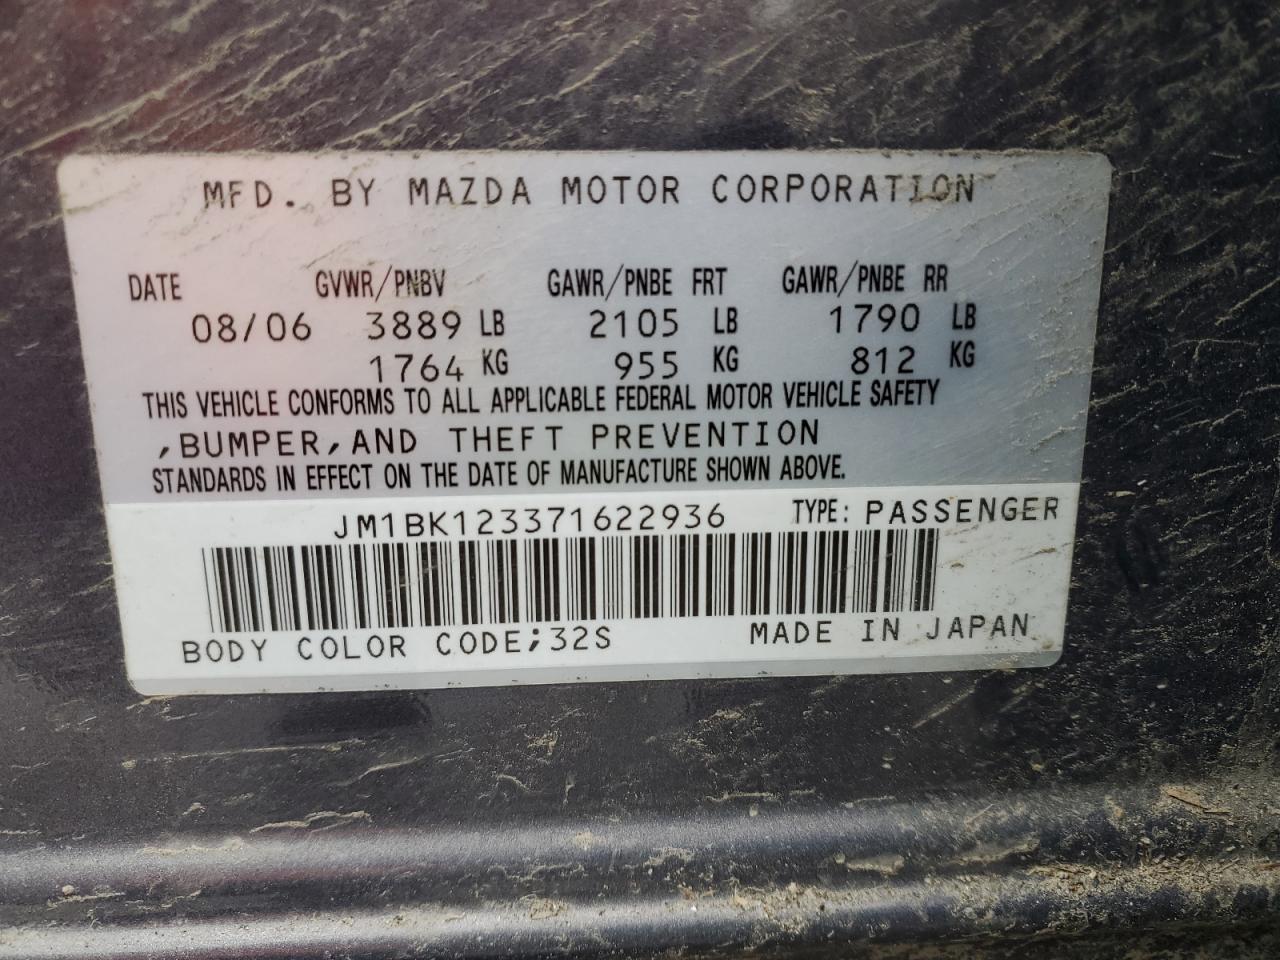 MFD. BY MAZDA MOTOR CORPORATION
DATE GVWR/PNBV GAWR/PNBE FRT GAWR/PNBE RR
08/06 3889 LB 2105 LB 1790 LB
1764 KG 955 KG 812 KG
THIS VEHICLE CONFORMS TO ALL APPLICABLE FEDERAL MOTOR VEHICLE SAFETY
,BUMPER,AND THEFT PREVENTION
STANDARDS IN EFFECT ON THE DATE OF MANUFACTURE SHOWN ABOVE.
JM1BK123371622936 TYPE: PASSENGER
BODY COLOR CODE;32S MADE IN JAPAN